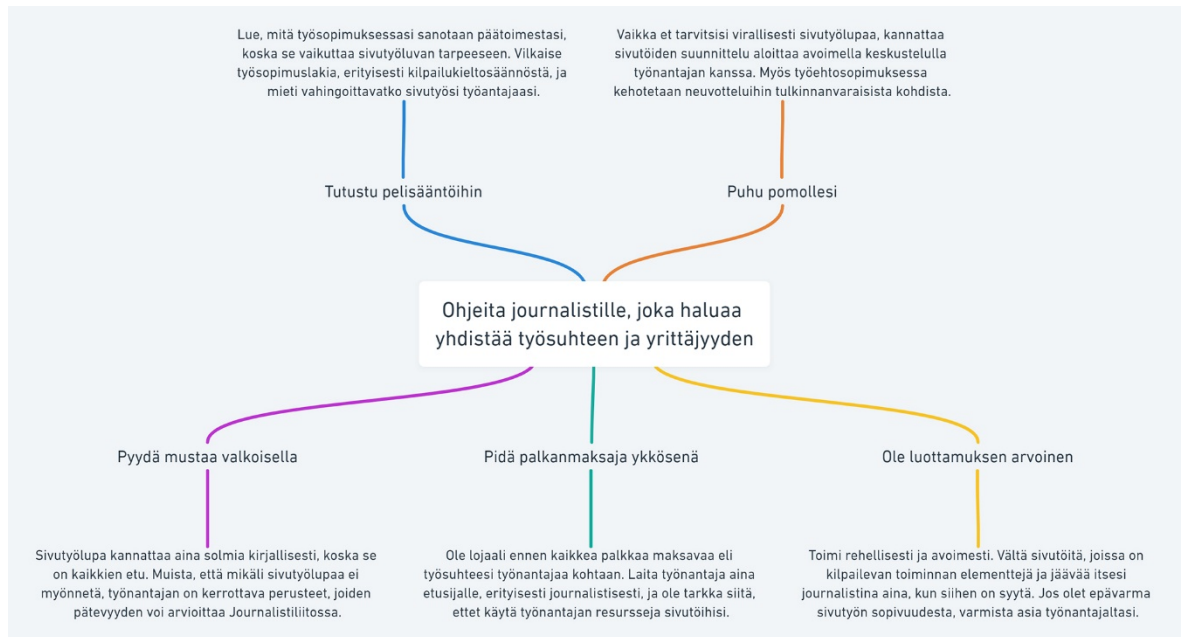 Lue, mitä työsopimuksessasi sanotaan päätoimestasi,
koska se vaikuttaa sivutyöluvan tarpeeseen. Vilkaise
työsopimuslakia, erityisesti kilpailukieltosäännöstä, ja
mieti vahingoittavatko sivutyösi työantajaasi.
Vaikka et tarvitsisi virallisesti sivutyölupaa, kannattaa
sivutöiden suunnittelu aloittaa avoimella keskustelulla
työnantajan kanssa. Myös työehtosopimuksessa
kehotetaan neuvotteluihin tulkinnanvaraisista kohdista.
Tutustu pelisääntöihin
Puhu pomollesi
Ohjeita journalistille, joka haluaa
yhdistää työsuhteen ja yrittäjyyden
Pyydä mustaa valkoisella
Pidä palkanmaksaja ykkösenä
Ole luottamuksen arvoinen
Sivutyölupa kannattaa aina solmia kirjallisesti, koska se
on kaikkien etu. Muista, että mikäli sivutyölupaa ei
myönnetä, työnantajan on kerrottava perusteet, joiden
pätevyyden voi arvioittaa Journalistiliitossa.
Ole lojaali ennen kaikkea palkkaa maksavaa eli
työsuhteesi työnantajaa kohtaan. Laita työnantaja aina
etusijalle, erityisesti journalistisesti, ja ole tarkka siitä,
ettet käytä työnantajan resursseja sivutöihisi.
Toimi rehellisesti ja avoimesti. Vältä sivutöitä, joissa on
kilpailevan toiminnan elementtejä ja jäävää itsesi
journalistina aina, kun siihen on syytä. Jos olet epävarma
sivutyön sopivuudesta, varmista asia työnantajaltasi.